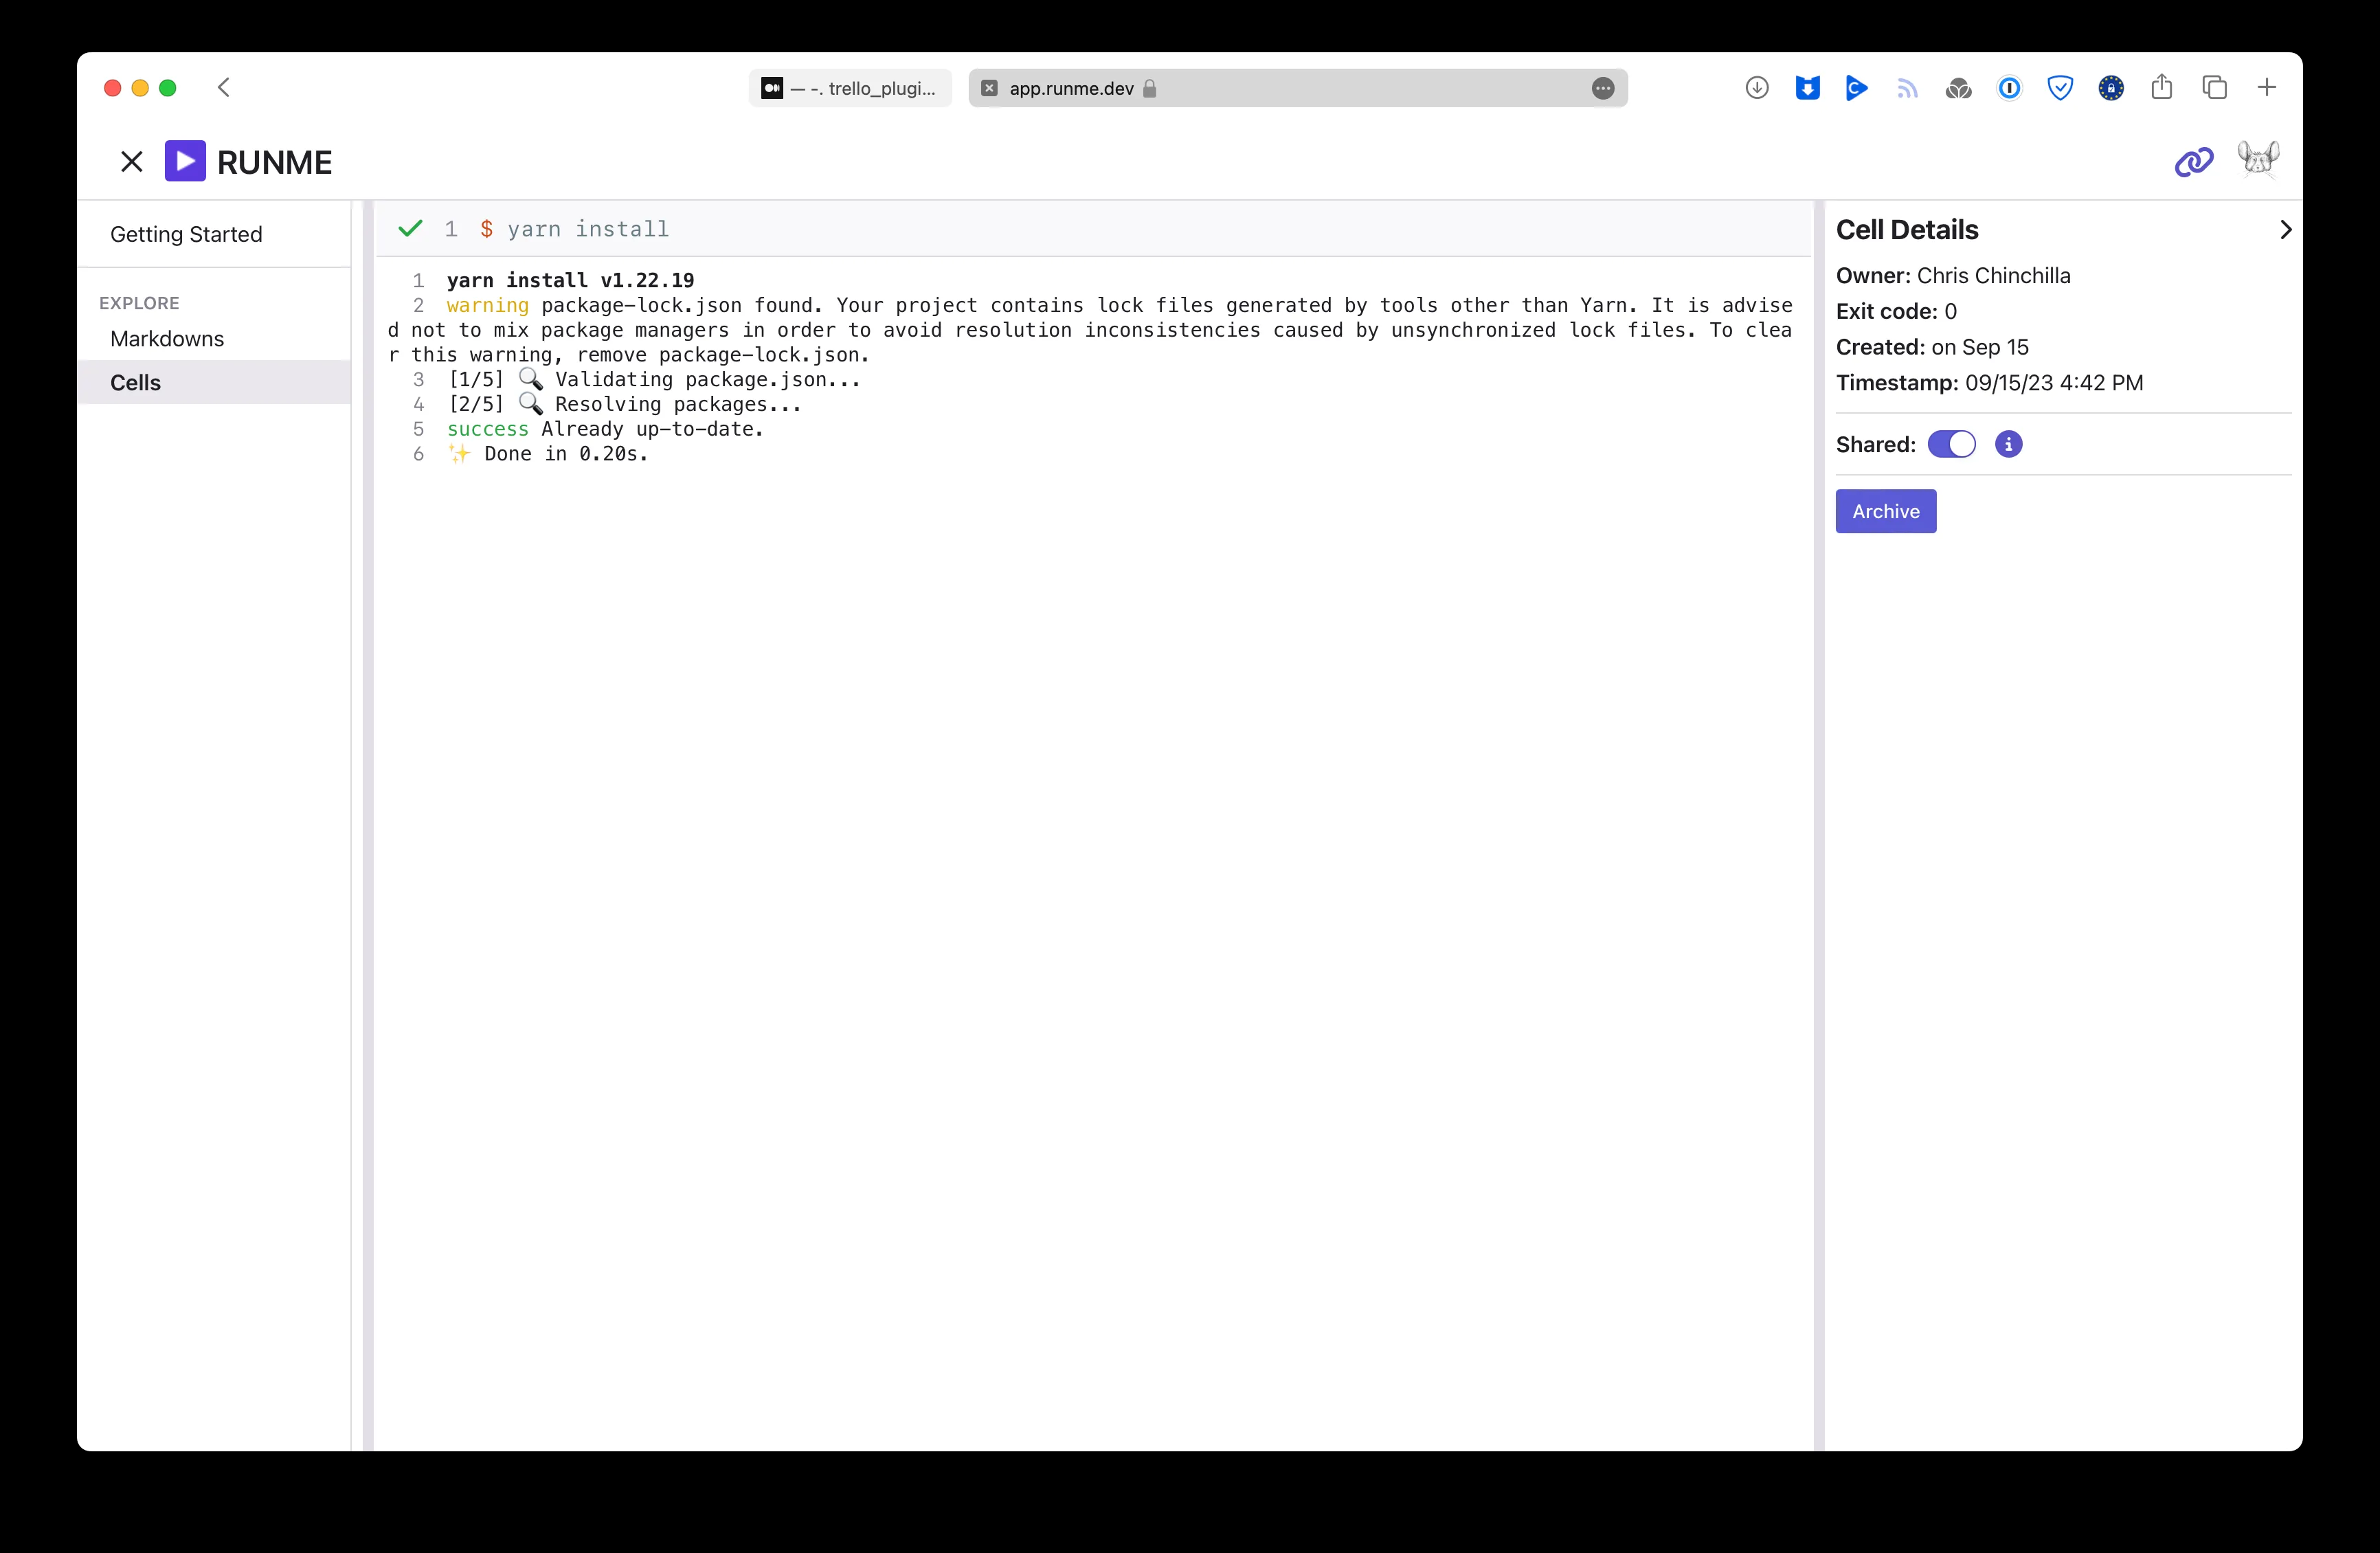 — -. trello_plugi...
app.runme.dev
RUNME
Getting Started
EXPLORE
Markdowns
Cells
1 $ yarn install
1 yarn install v1.22.19
2 warning package-lock.json found. Your project contains lock files generated by tools other than Yarn. It is advise
d not to mix package managers in order to avoid resolution inconsistencies caused by unsynchronized lock files. To clea
r this warning, remove package-lock.json.
3 [1/5] 🔍 Validating package.json...
4 [2/5] 🔍 Resolving packages...
5 success Already up-to-date.
6 ✨ Done in 0.20s.
Cell Details
Owner: Chris Chinchilla
Exit code: 0
Created: on Sep 15
Timestamp: 09/15/23 4:42 PM
Shared:
Archive